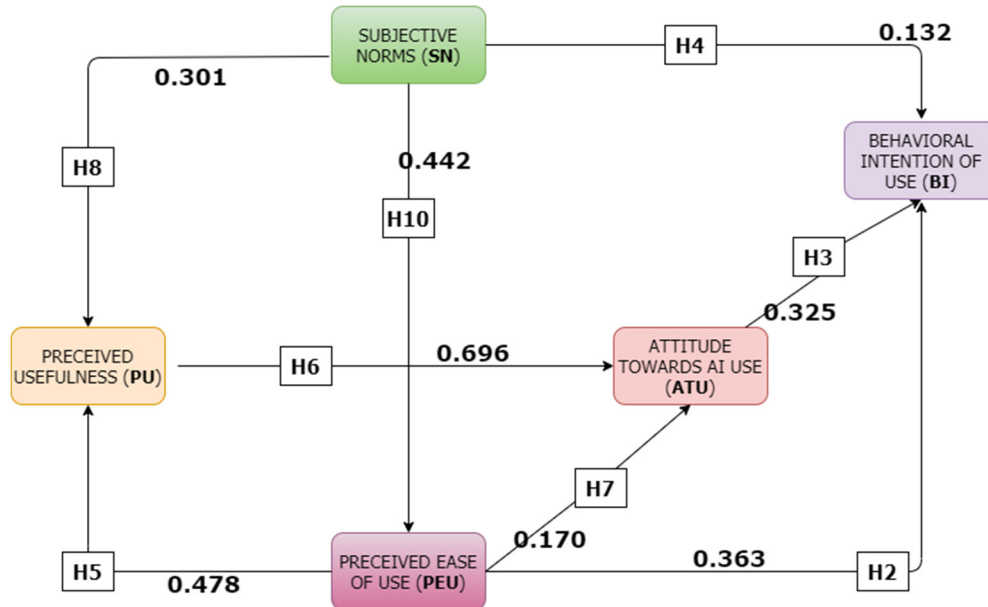 SUBJECTIVE
NORMS (SN)
H4
0.132
0.301
BEHAVIORAL
INTENTION OF
USE (BI)
H8
0.442
H10
H3
0.325
PRECEIVED
USEFULNESS (PU)
H6
0.696
ATTITUDE
TOWARDS AI USE
(ATU)
H7
0.170
PRECEIVED EASE
OF USE (PEU)
H5
0.478
0.363
H2